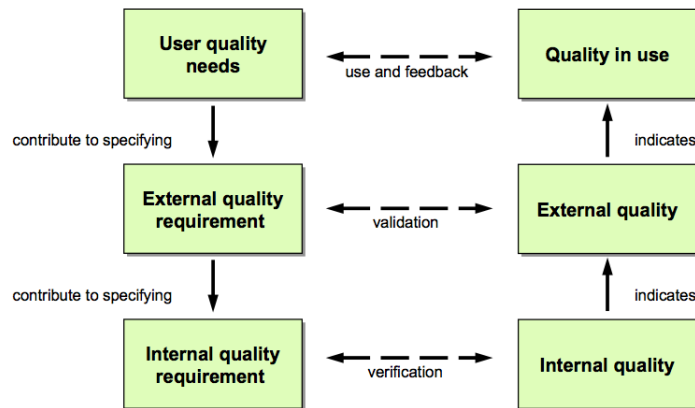 User quality
needs
use and feedback
Quality in use
contribute to specifying
indicates
External quality
requirement
validation
External quality
contribute to specifying
indicates
Internal quality
requirement
verification
Internal quality